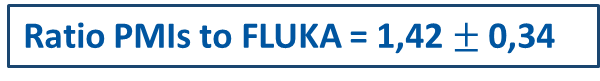 Ratio PMIs to FLUKA = 1,42 ± 0,34